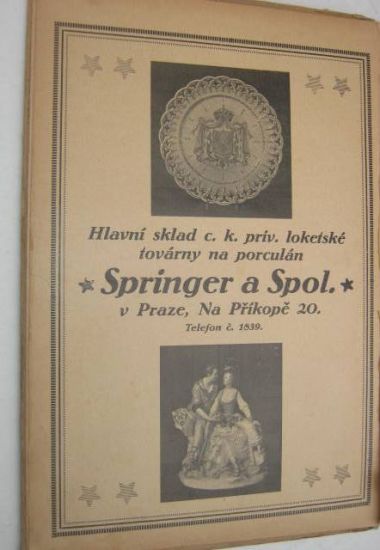 Hlavní sklad c. k. priv. loketské
továrny na porculán
Springer a Spol.
v Praze, Na Příkopě 20.
Telefon č. 1839.